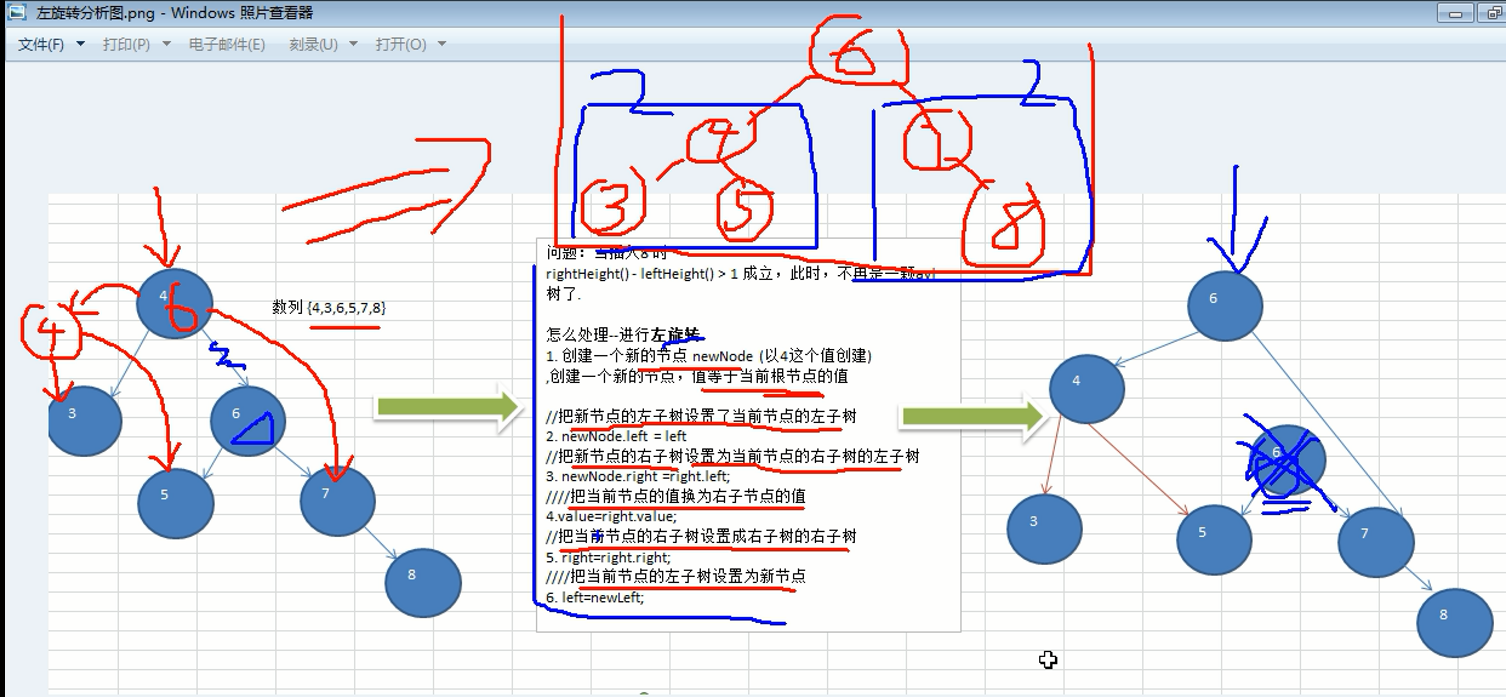 左旋转分析图.png - Windows 照片查看器
文件(F) 打印(P) 电子邮件(E) 刻录(U) 打开(O)
6
2
2
4
3
5
8
4
6
4
3
6
5
7
8
数列 {4,3,6,5,7,8}
问题：当插入8 时
rightHeight() - leftHeight() > 1 成立，此时，不再是一颗avl
树了.
怎么处理--进行左旋转.
1. 创建一个新的节点 newNode (以4这个值创建)
,创建一个新的节点，值等于当前根节点的值
//把新节点的左子树设置了当前节点的左子树
2. newNode.left = left
//把新节点的右子树设置为当前节点的右子树的左子树
3. newNode.right =right.left;
////把当前节点的值换为右子节点的值
4.value=right.value;
//把当前节点的右子树设置成右子树的右子树
5. right=right.right;
////把当前节点的左子树设置为新节点
6. left=newLeft;
6
4
6
3
5
7
8